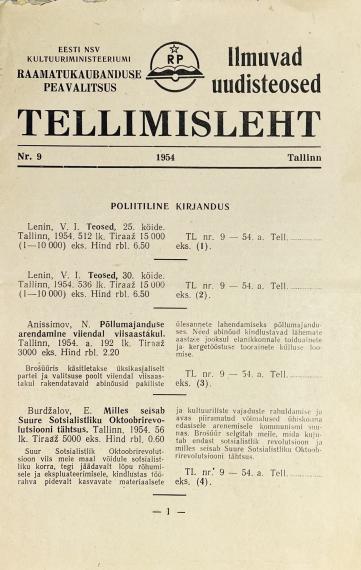 EESTI NSV
KULTUURIMINISTEERIUMI
RAAMATUKAUBANDUSE
PEAVALITSUS
RP
Ilmuvad
uudisteosed
TELLIMISLEHT
Nr. 9 1954 Tallinn
POLIITILINE KIRJANDUS
Lenin, V. I. Teosed, 25. köide.
Tallinn, 1954. 512 lk. Tiraaž 15 000
(1—10 000) eks. Hind rbl. 6.50
TL nr. 9 — 54. a. Tell.
eks. (1).
Lenin, V. I. Teosed, 30. köide.
Tallinn, 1954. 536 lk. Tiraaž 15 000
(1—10 000) eks. Hind rbl. 6.50
TL nr. 9 — 54. a. Tell.
eks. (2).
Anissimov, N. Põllumajanduse
arendamine viiendal viisaastakul.
Tallinn, 1954. a. 192 lk. Tiraaž
3000 eks. Hind rbl. 2.20
Brošüüris käsitletakse üksikasjaliselt
partei ja valitsuse poolt viiendal viisaas-
takul rakendatavaid abinõusid pakiliste
ülesannete lahendamiseks põllumajandu-
ses. Need abinõud kindlustavad lähemate
aastate jooksul elanikkonnale toiduainete
ja kergetööstuse toorainete külluse loo-
mise.
TL nr. 9 — 54. a. Tell.
eks. (3).
Burdžalov, E. Milles seisab
Suure Sotsialistliku Oktoobrirevo-
lutsiooni tähtsus. Tallinn, 1954. 56
lk. Tiraaž 5000 eks. Hind rbl. 0.60
Suur Sotsialistlik Oktoobrirevolut-
sioon viis meie maal võidule sotsialist-
liku korra, tegi jäädavalt lõpu rõhumi-
sele ja ekspluateerimisele, kindlustas töö-
rahva pidevalt kasvavate materiaalsete
ja kultuuriliste vajaduste rahuldamise ja
avas piiramatud võimalused ühiskonna
edasisele arenemisele kommunismi suu-
nas. Brošüür selgitab meile, mida kuju-
tab endast sotsialistlik revolutsioon ja
milles seisab Suure Sotsialistliku Oktoob-
rirevolutsiooni tähtsus.
TL nr. 9 — 54. a. Tell.
eks. (4).
— 1 —